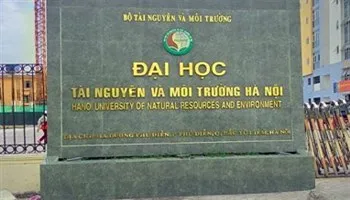 BỘ TÀI NGUYÊN VÀ MÔI TRƯỜNG
ĐẠI HỌC
TÀI NGUYÊN VÀ MÔI TRƯỜNG HÀ NỘI
HANOI UNIVERSITY OF NATURAL RESOURCES AND ENVIRONMENT